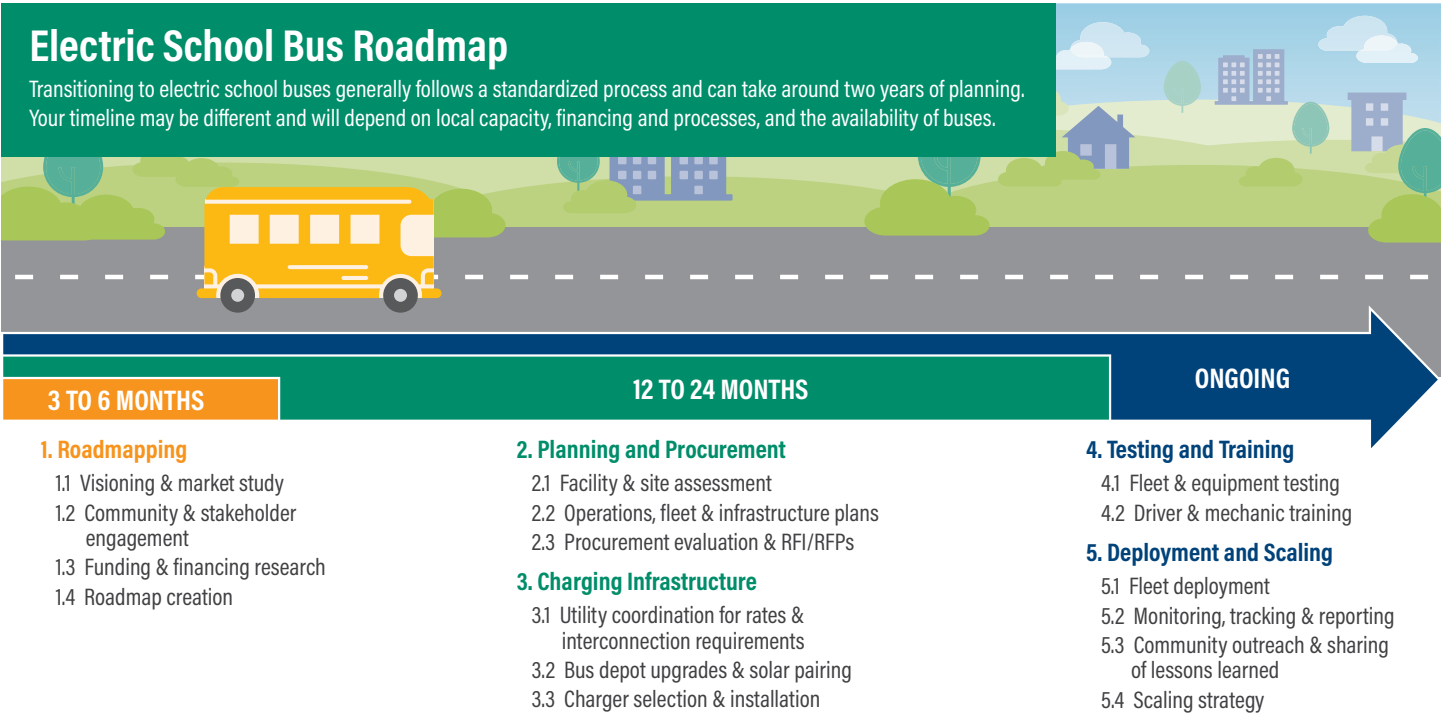 Electric School Bus Roadmap
Transitioning to electric school buses generally follows a standardized process and can take around two years of planning.
Your timeline may be different and will depend on local capacity, financing and processes, and the availability of buses.
3 TO 6 MONTHS
12 TO 24 MONTHS
ONGOING
1. Roadmapping
1.1 Visioning & market study
1.2 Community & stakeholder
engagement
1.3 Funding & financing research
1.4 Roadmap creation
2. Planning and Procurement
2.1 Facility & site assessment
2.2 Operations, fleet & infrastructure plans
2.3 Procurement evaluation & RFI/RFPs
3. Charging Infrastructure
3.1 Utility coordination for rates &
interconnection requirements
3.2 Bus depot upgrades & solar pairing
3.3 Charger selection & installation
4. Testing and Training
4.1 Fleet & equipment testing
4.2 Driver & mechanic training
5. Deployment and Scaling
5.1 Fleet deployment
5.2 Monitoring, tracking & reporting
5.3 Community outreach & sharing
of lessons learned
5.4 Scaling strategy